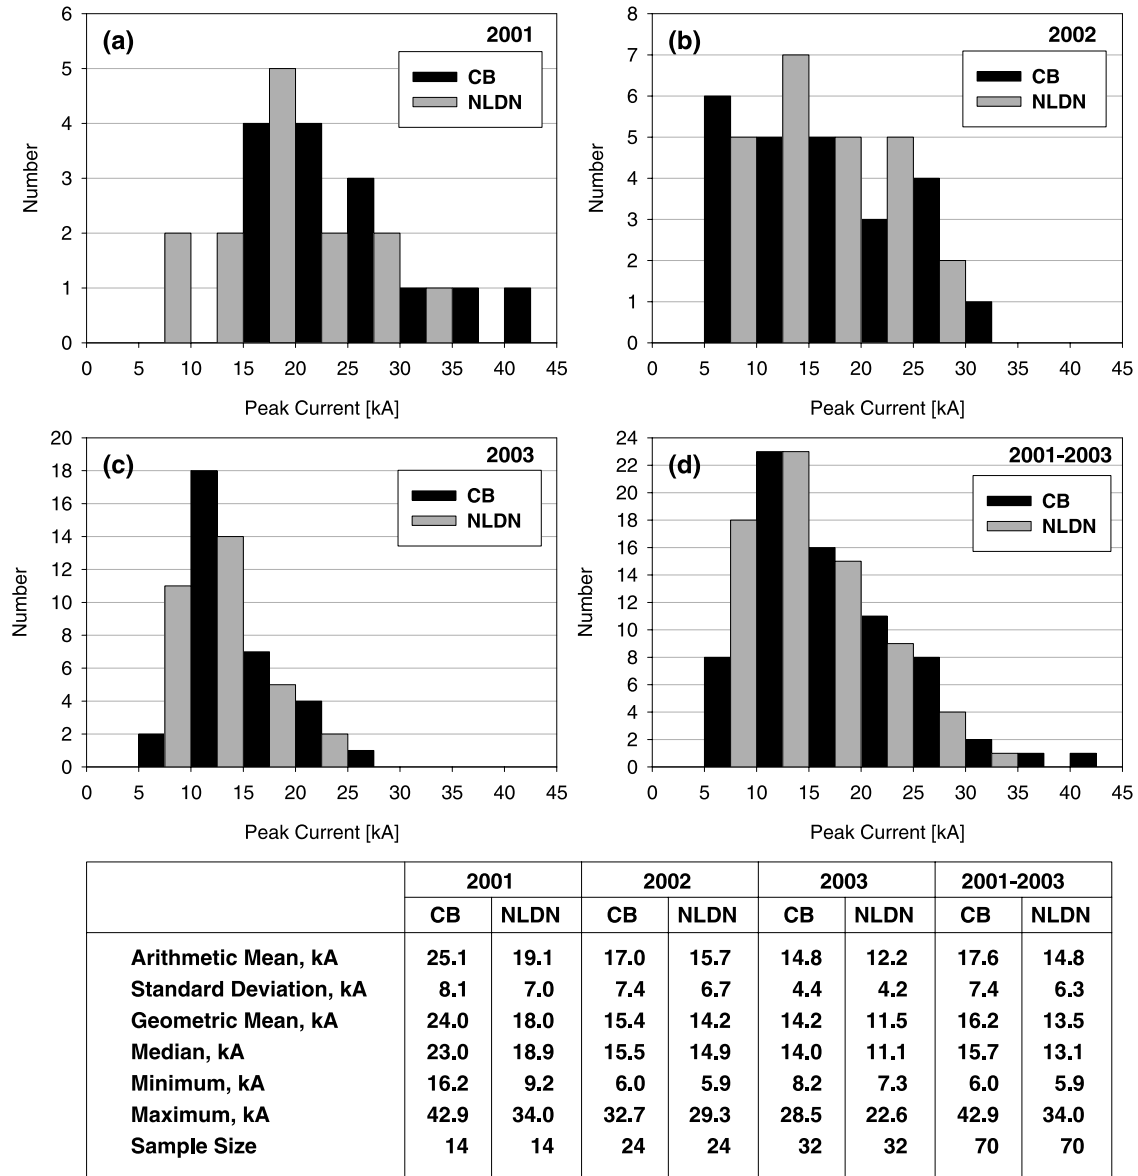 (a)
2001
CB
NLDN
6
5
4
3
2
1
0
Number
0 5 10 15 20 25 30 35 40 45
Peak Current [kA]
(b)
2002
CB
NLDN
8
7
6
5
4
3
2
1
0
Number
0 5 10 15 20 25 30 35 40 45
Peak Current [kA]
(c)
2003
CB
NLDN
20
18
16
14
12
10
8
6
4
2
0
Number
0 5 10 15 20 25 30 35 40 45
Peak Current [kA]
(d)
2001-2003
CB
NLDN
24
22
20
18
16
14
12
10
8
6
4
2
0
Number
0 5 10 15 20 25 30 35 40 45
Peak Current [kA]
2001 2002 2003 2001-2003
CB NLDN CB NLDN CB NLDN CB NLDN
Arithmetic Mean, kA 25.1 19.1 17.0 15.7 14.8 12.2 17.6 14.8
Standard Deviation, kA 8.1 7.0 7.4 6.7 4.4 4.2 7.4 6.3
Geometric Mean, kA 24.0 18.0 15.4 14.2 14.2 11.5 16.2 13.5
Median, kA 23.0 18.9 15.5 14.9 14.0 11.1 15.7 13.1
Minimum, kA 16.2 9.2 6.0 5.9 8.2 7.3 6.0 5.9
Maximum, kA 42.9 34.0 32.7 29.3 28.5 22.6 42.9 34.0
Sample Size 14 14 24 24 32 32 70 70